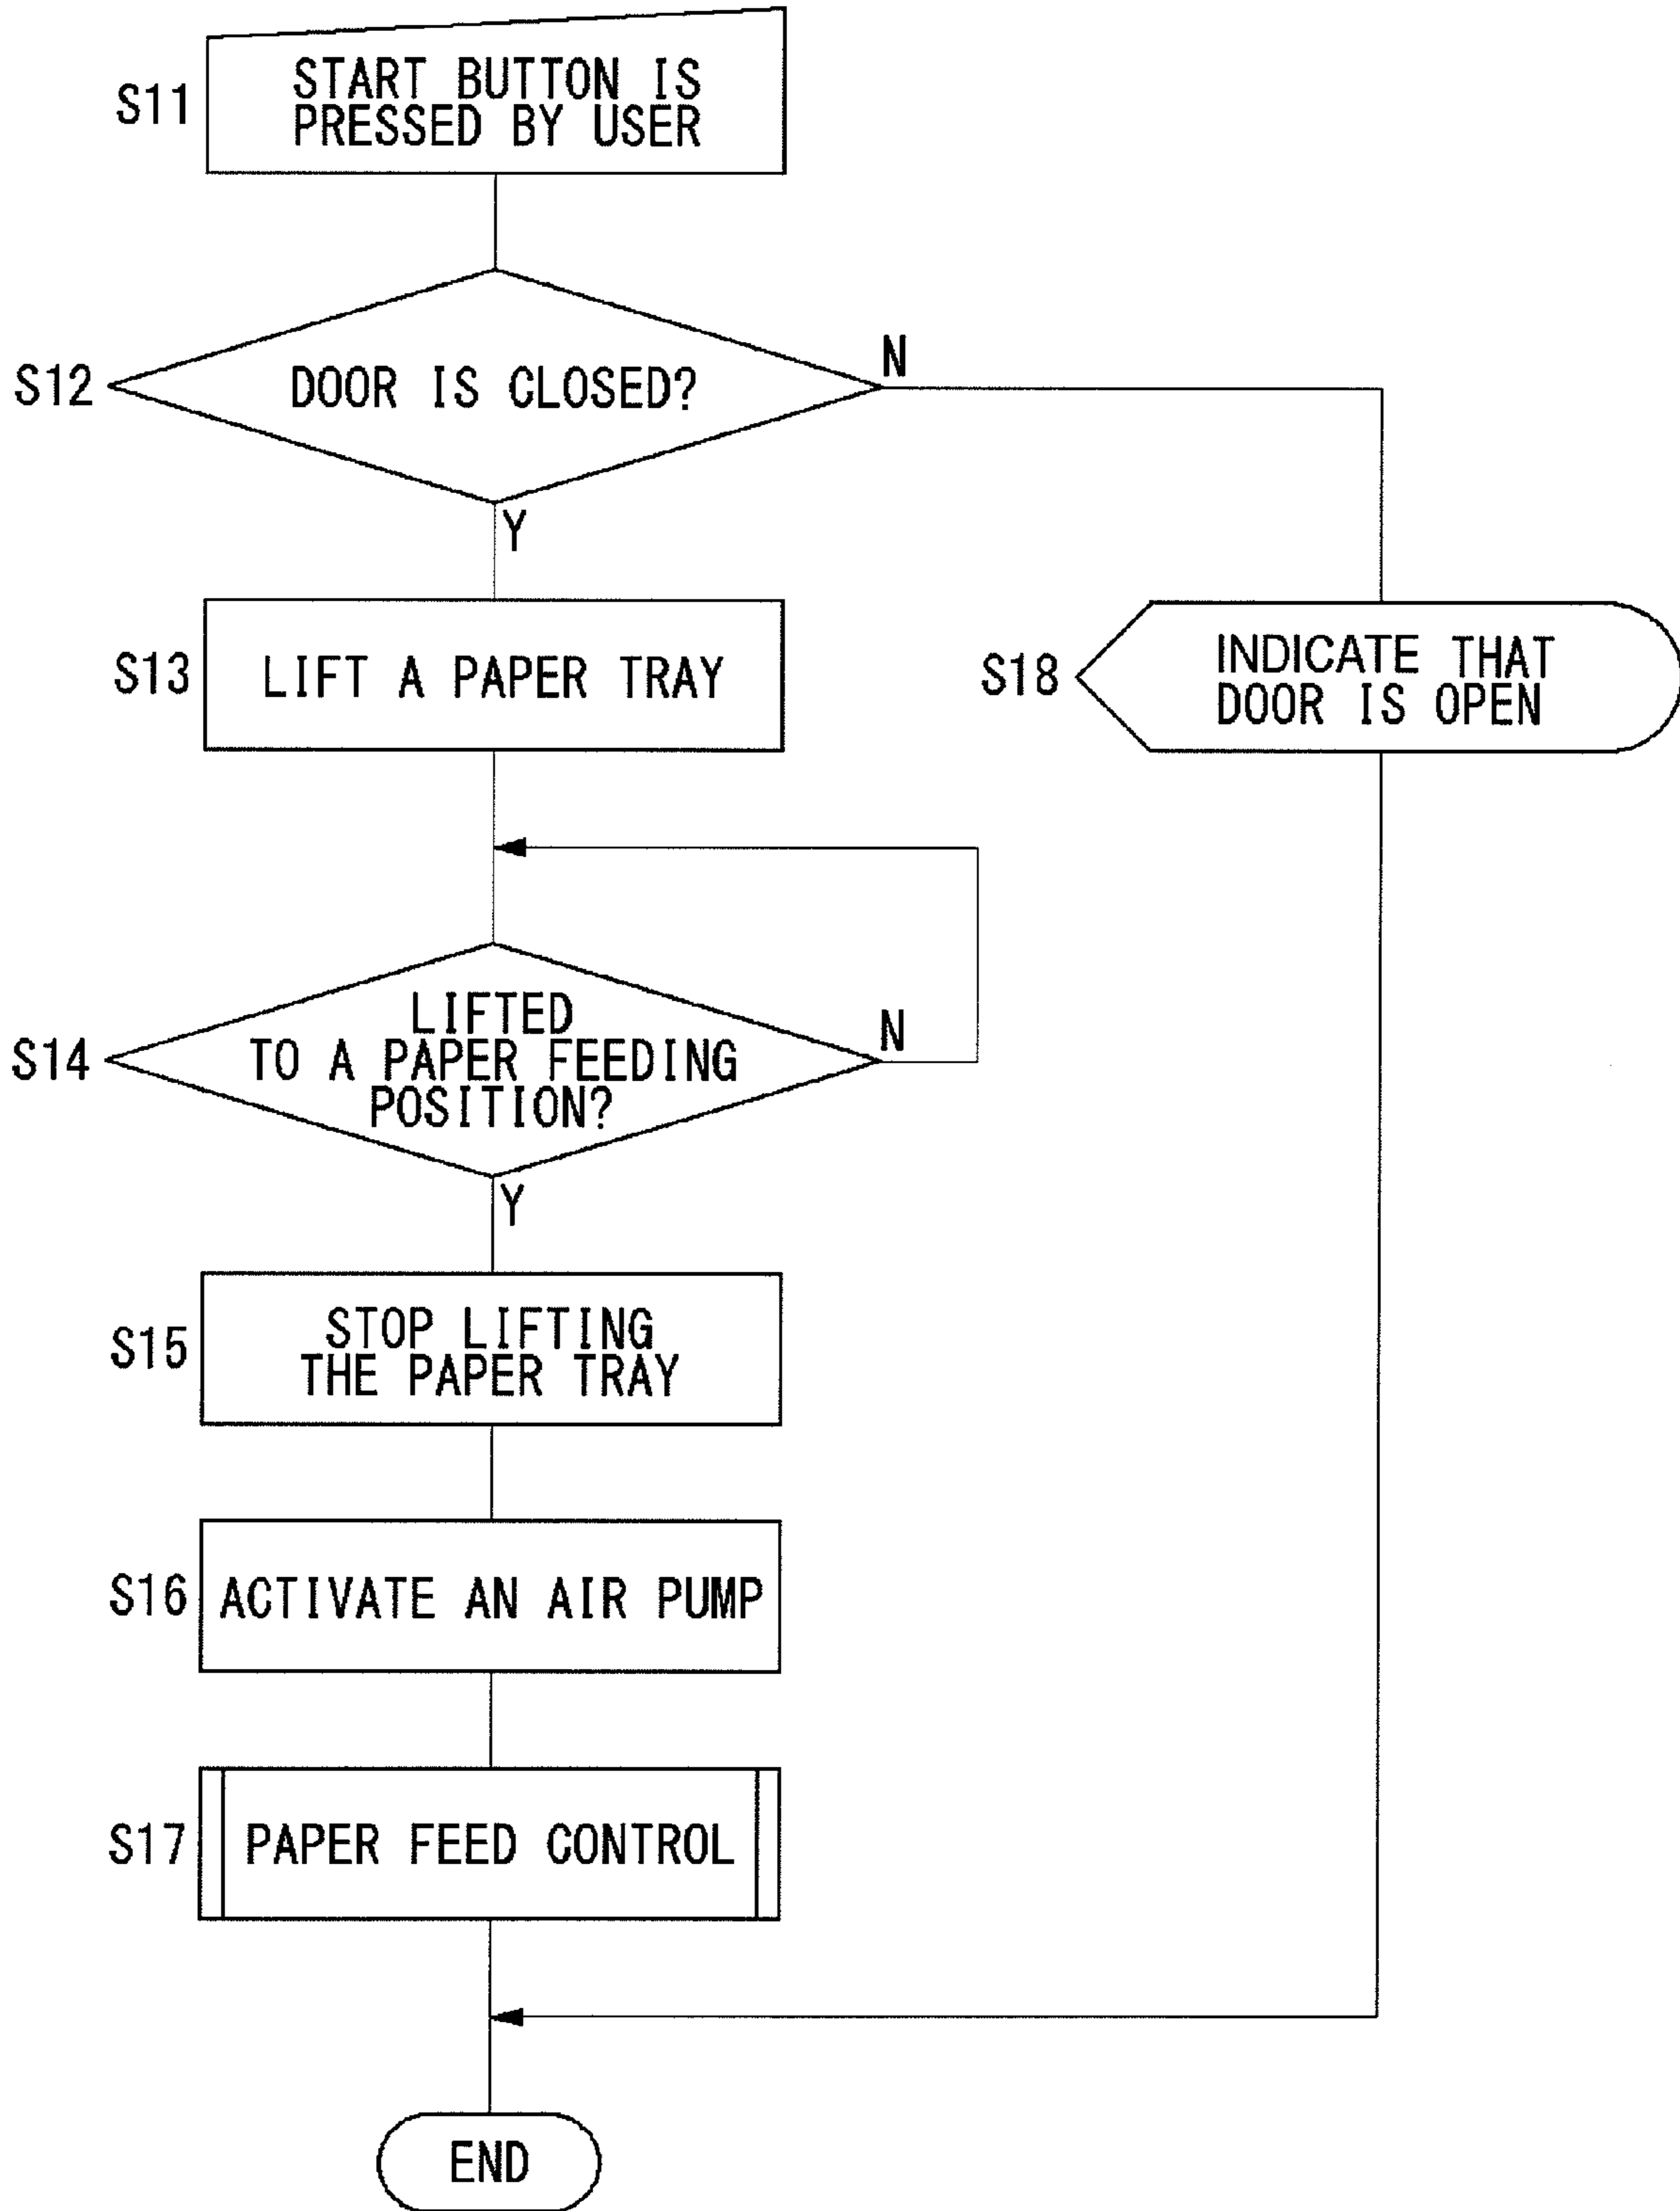 S11
START BUTTON IS
PRESSED BY USER
S12
DOOR IS CLOSED?
N
Y
S13
LIFT A PAPER TRAY
S18
INDICATE THAT
DOOR IS OPEN
S14
LIFTED
TO A PAPER FEEDING
POSITION?
N
Y
S15
STOP LIFTING
THE PAPER TRAY
S16
ACTIVATE AN AIR PUMP
S17
PAPER FEED CONTROL
END